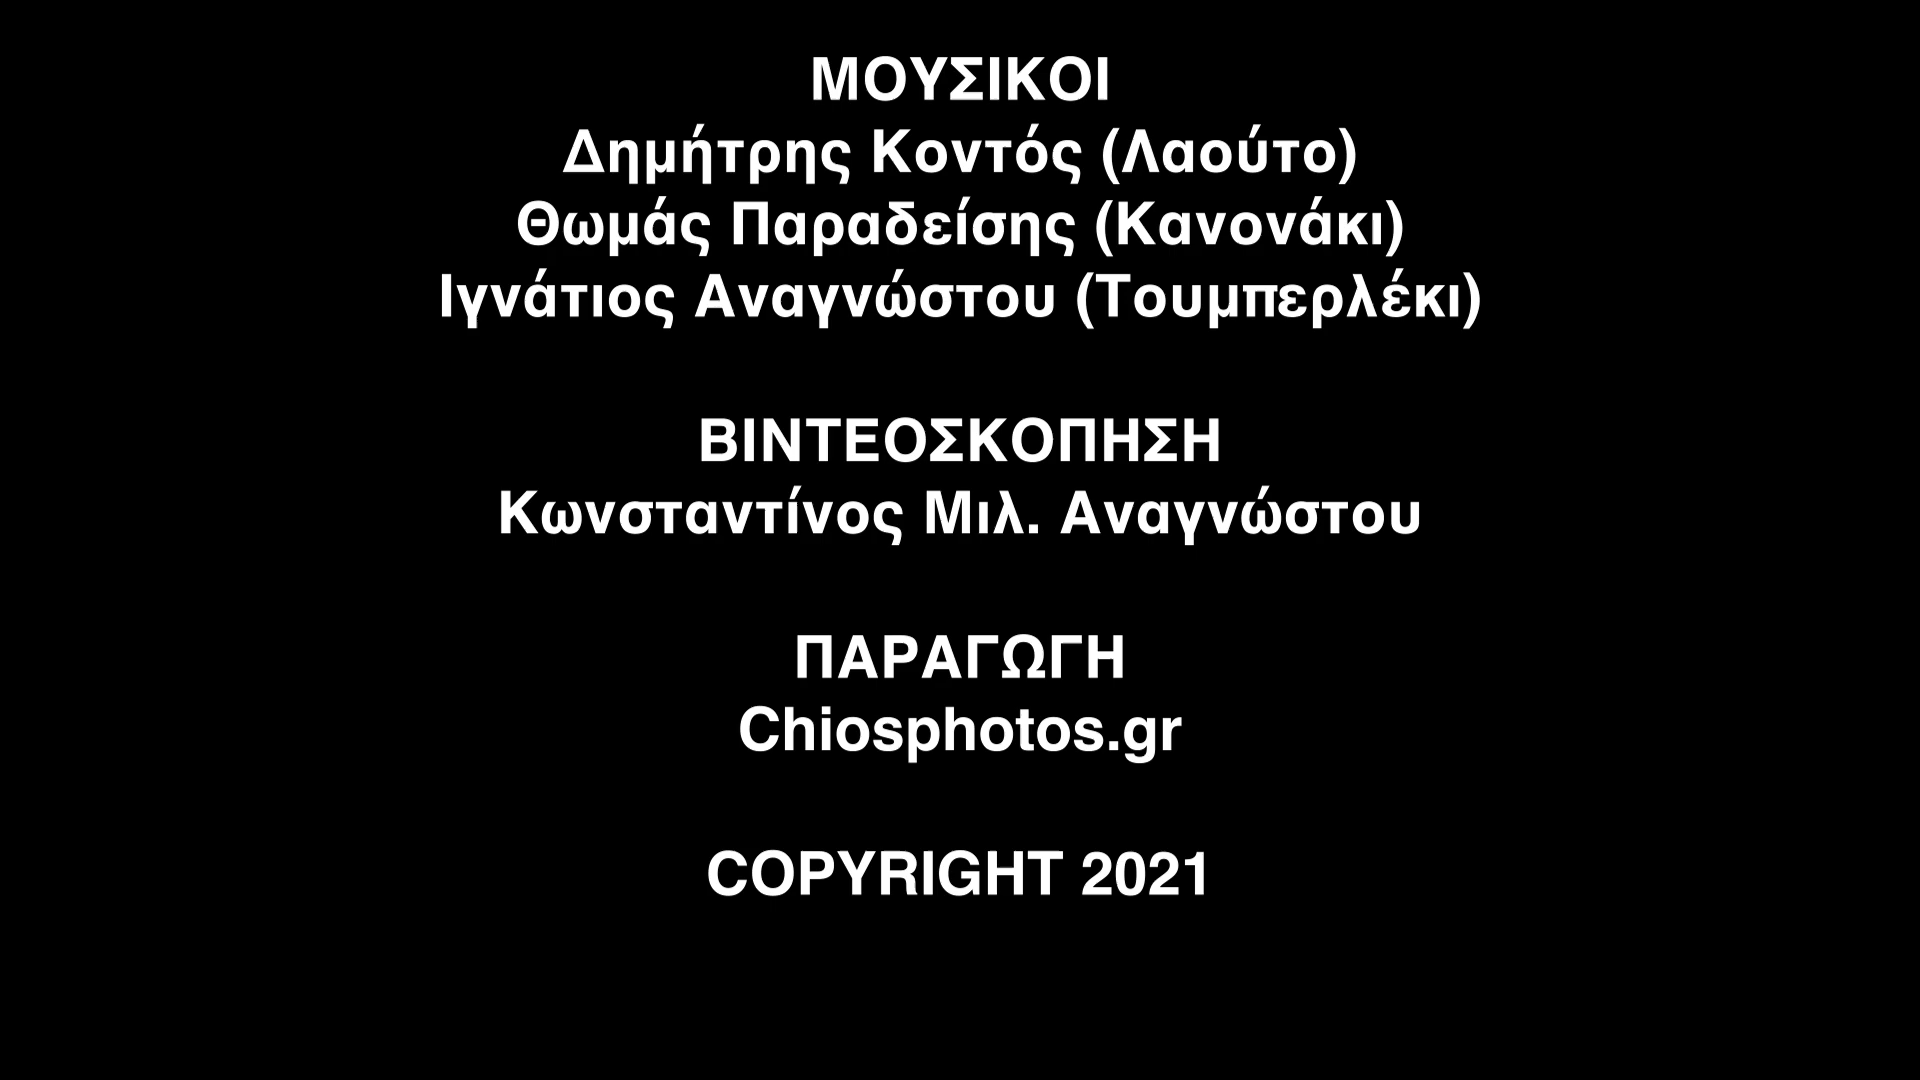 ΜΟΥΣΙΚΟΙ
Δημήτρης Κοντός (Λαούτο)
Θωμάς Παραδείσης (Κανονάκι)
Ιγνάτιος Αναγνώστου (Τουμπερλέκι)
ΒΙΝΤΕΟΣΚΟΠΗΣΗ
Κωνσταντίνος Μιλ. Αναγνώστου
ΠΑΡΑΓΩΓΗ
Chiosphotos.gr
COPYRIGHT 2021